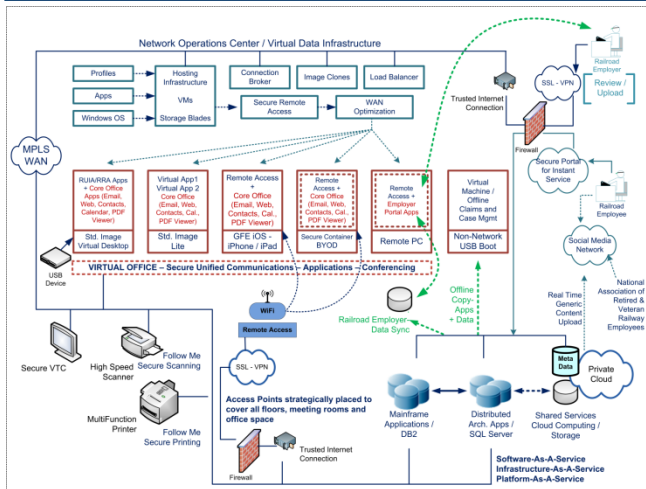 Network Operations Center / Virtual Data Infrastructure
Profiles
Apps
Windows OS
Hosting
Infrastructure
VMs
Storage Blades
Connection
Broker
Image Clones
Load Balancer
Secure Remote
Access
WAN
Optimization
Trusted Internet
Connection
SSL - VPN
Firewall
Railroad
Employer
Review /
Upload
MPLS
WAN
Secure Portal
for Instant
Service
Railroad
Employee
Social Media
Network
National
Association of
Retired &
Veteran
Railway
Employees
RUIA/RRA Apps
+ Core Office
Apps (Email,
Web, Contacts,
Calendar, PDF
Viewer)
Std. Image
Virtual Desktop
Virtual App1
Virtual App 2
Core Office
(Email, Web,
Contacts, Cal.,
PDF Viewer)
Std. Image
Lite
Remote Access
+
Core Office
(Email, Web,
Contacts, Cal.,
PDF Viewer)
GFE iOS -
iPhone / iPad
Remote
Access +
Core Office
(Email, Web,
Contacts, Cal.,
PDF Viewer)
Secure Container
BYOD
Remote
Access +
Employer
Portal Apps
Remote PC
Virtual
Machine /
Offline
Claims and
Case Mgmt
Non-Network
USB Boot
USB
Device
VIRTUAL OFFICE – Secure Unified Communications – Applications – Conferencing
WiFi
Remote Access
SSL - VPN
Railroad Employer-
Data Sync
Offline
Copy-
Apps
+ Data
Real Time
Generic
Content
Upload
Secure VTC
High Speed
Scanner
Follow Me
Secure Scanning
MultiFunction
Printer
Follow Me
Secure Printing
Access Points strategically placed to
cover all floors, meeting rooms and
office space
Firewall
Trusted Internet
Connection
Meta
Data
Private
Cloud
Mainframe
Applications /
DB2
Distributed
Arch. Apps /
SQL Server
Shared Services
Cloud Computing /
Storage
Software-As-A-Service
Infrastructure-As-A-Service
Platform-As-A-Service